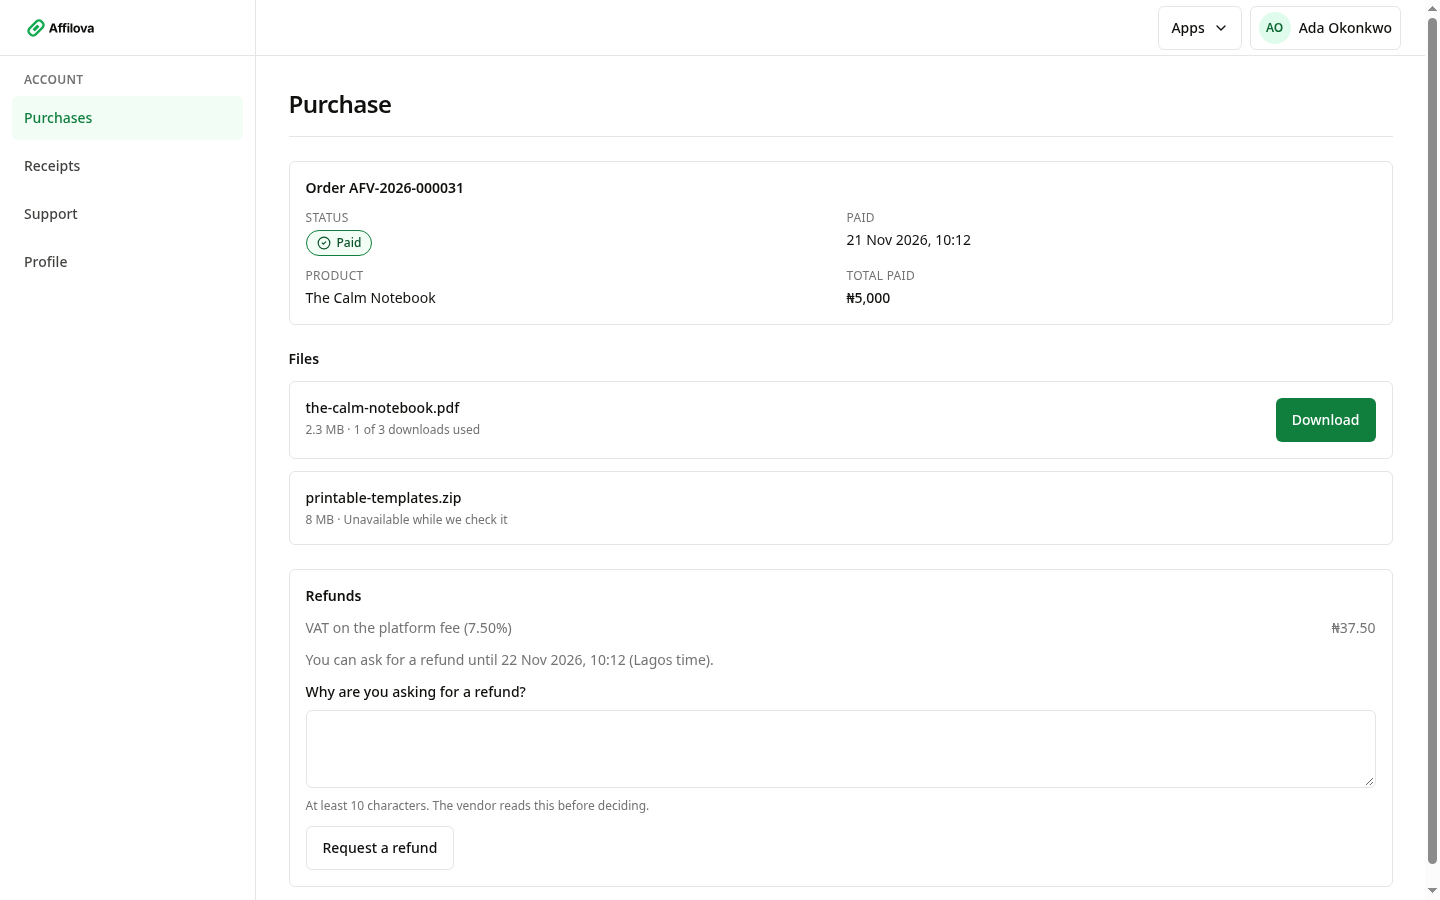 Affilova
Apps
AO
Ada Okonkwo
ACCOUNT
Purchases
Receipts
Support
Profile
Purchase
Order AFV-2026-000031
STATUS
Paid
PAID
21 Nov 2026, 10:12
PRODUCT
The Calm Notebook
TOTAL PAID
₦5,000
Files
the-calm-notebook.pdf
2.3 MB · 1 of 3 downloads used
Download
printable-templates.zip
8 MB · Unavailable while we check it
Refunds
VAT on the platform fee (7.50%)
₦37.50
You can ask for a refund until 22 Nov 2026, 10:12 (Lagos time).
Why are you asking for a refund?
At least 10 characters. The vendor reads this before deciding.
Request a refund